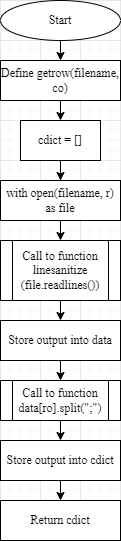 Start
Define getrow(filename,
co)
cdict = []
with open(filename, r)
as file
Call to function
linesanitize
(file.readlines())
Store output into data
Call to function
data[ro].split(";")
Store output into cdict
Return cdict